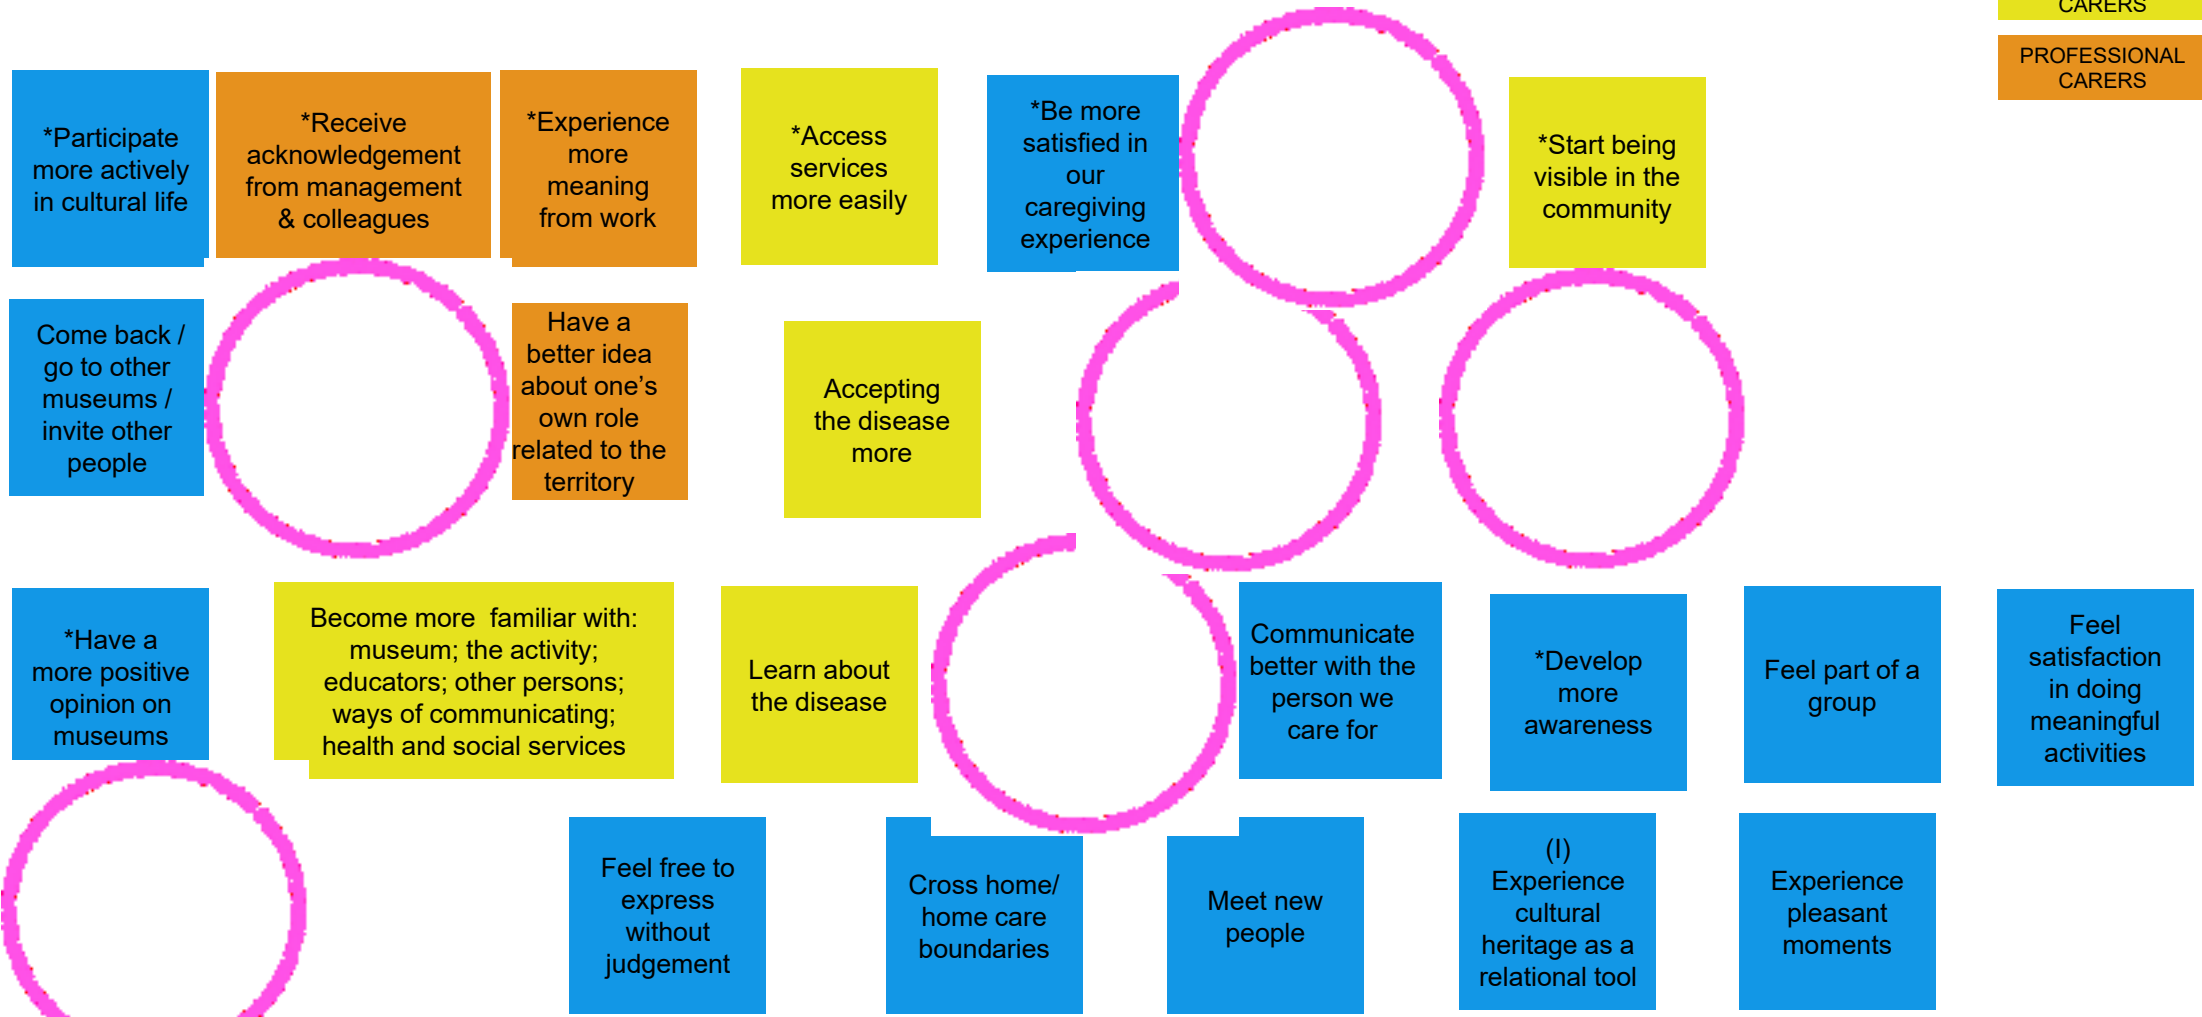 CARERS
PROFESSIONAL
CARERS
*Participate
more actively
in cultural life
*Receive
acknowledgement
from management
& colleagues
*Experience
more
meaning
from work
*Access
services
more easily
*Be more
satisfied in
our
caregiving
experience
*Start being
visible in the
community
Come back /
go to other
museums /
invite other
people
Have a
better idea
about one’s
own role
related to the
territory
Accepting
the disease
more
*Have a
more positive
opinion on
museums
Become more  familiar with:
museum; the activity;
educators; other persons;
ways of communicating;
health and social services
Learn about
the disease
Communicate
better with the
person we
care for
*Develop
more
awareness
Feel part of a
group
Feel
satisfaction
in doing
meaningful
activities
Feel free to
express
without
judgement
Cross home/
home care
boundaries
Meet new
people
(I)
Experience
cultural
heritage as a
relational tool
Experience
pleasant
moments